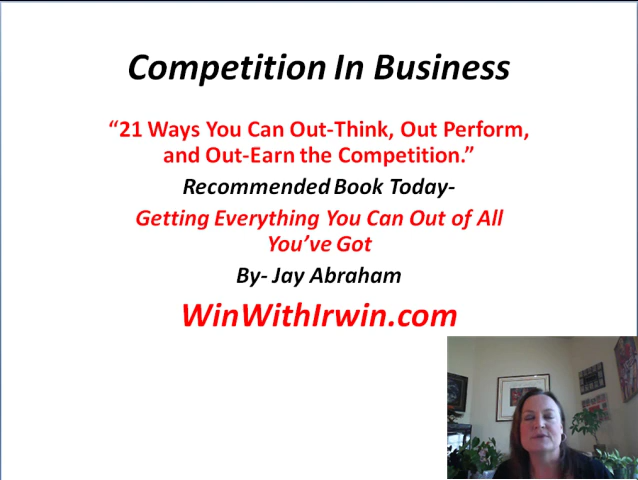 Competition In Business
“21 Ways You Can Out-Think, Out Perform,
and Out-Earn the Competition.”
Recommended Book Today-
Getting Everything You Can Out of All
You’ve Got
By- Jay Abraham
WinWithIrwin.com